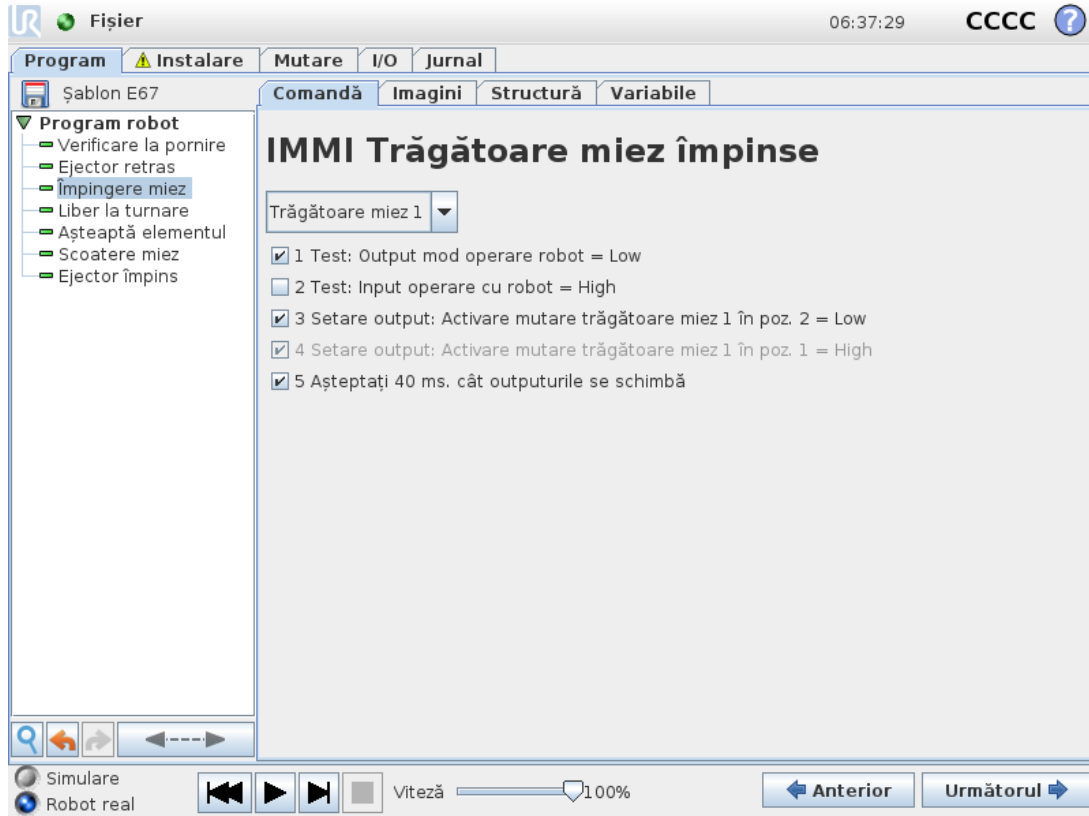 UR Fișier 06:37:29 CCCC ?
Program Instalare Mutare I/O Jurnal
Șablon E67
Comandă Imagini Structură Variabile
Program robot
Verificare la pornire
Ejector retras
Împingere miez
Liber la turnare
Așteaptă elementul
Scoatere miez
Ejector împins
IMMI Trăgătoare miez împinse
Trăgătoare miez 1
1 Test: Output mod operare robot = Low
2 Test: Input operare cu robot = High
3 Setare output: Activare mutare trăgătoare miez 1 în poz. 2 = Low
4 Setare output: Activare mutare trăgătoare miez 1 în poz. 1 = High
5 Așteptați 40 ms. cât outputurile se schimbă
Simulare
Robot real
Viteză 100%
Anterior Următorul